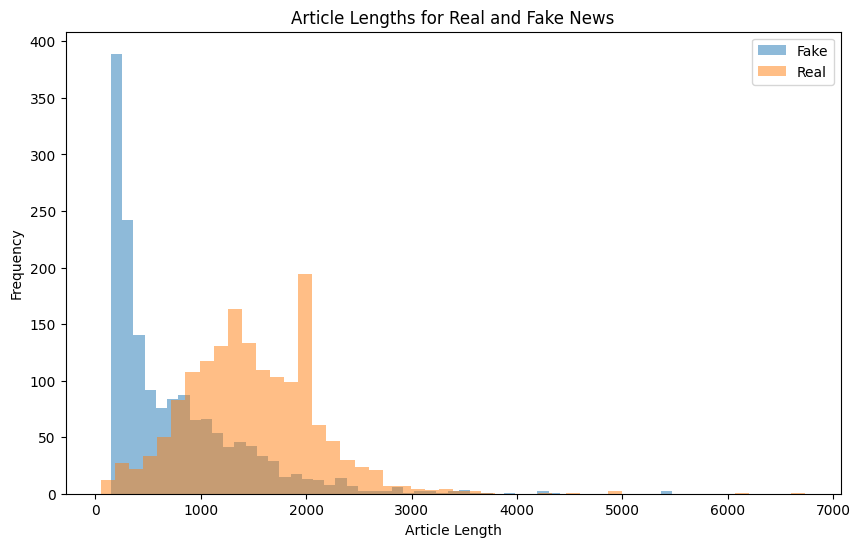 Article Lengths for Real and Fake News
Fake
Real
400
350
300
250
200
150
100
50
0
Frequency
0 1000 2000 3000 4000 5000 6000 7000
Article Length